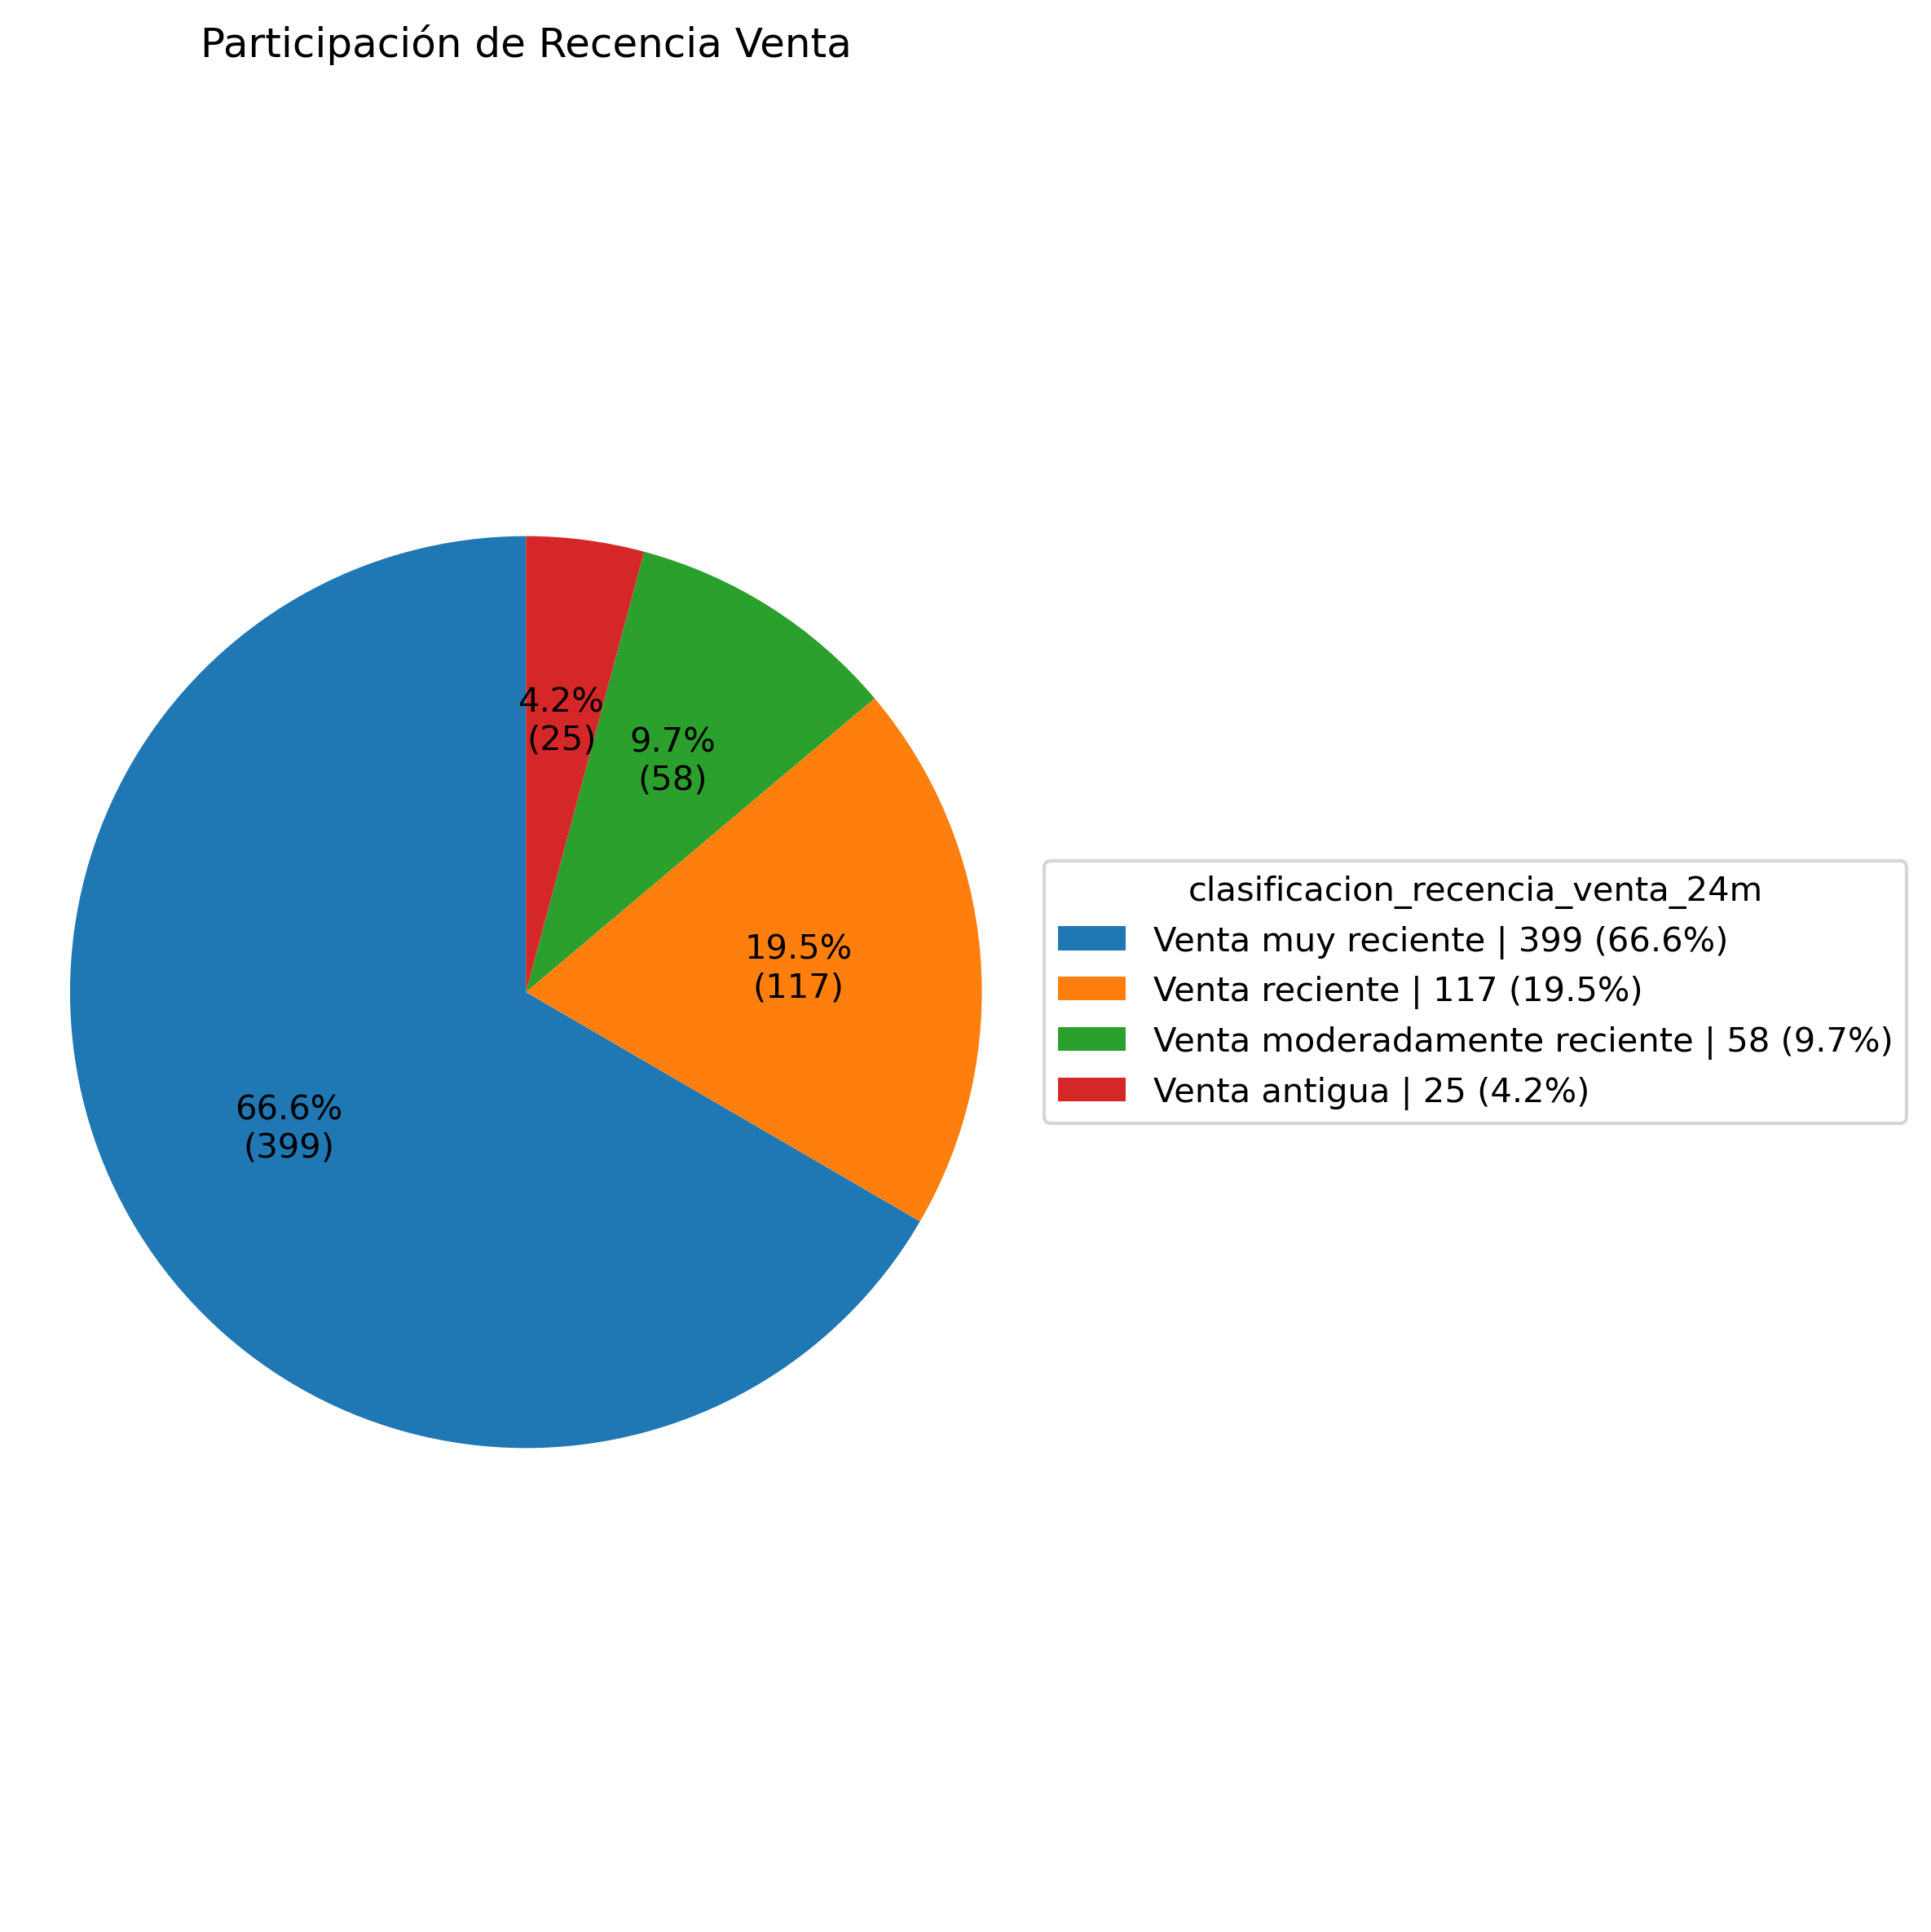 Participación de Recencia Venta
4.2%
(25)
9.7%
(58)
19.5%
(117)
66.6%
(399)
clasificacion_recencia_venta_24m
Venta muy reciente | 399 (66.6%)
Venta reciente | 117 (19.5%)
Venta moderadamente reciente | 58 (9.7%)
Venta antigua | 25 (4.2%)